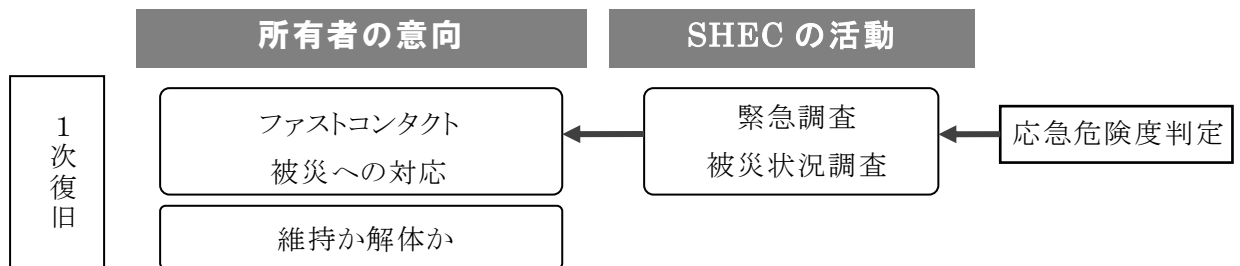 所有者の意向
SHEC の活動
１次復旧
ファストコンタクト
被災への対応
緊急調査
被災状況調査
応急危険度判定
維持か解体か